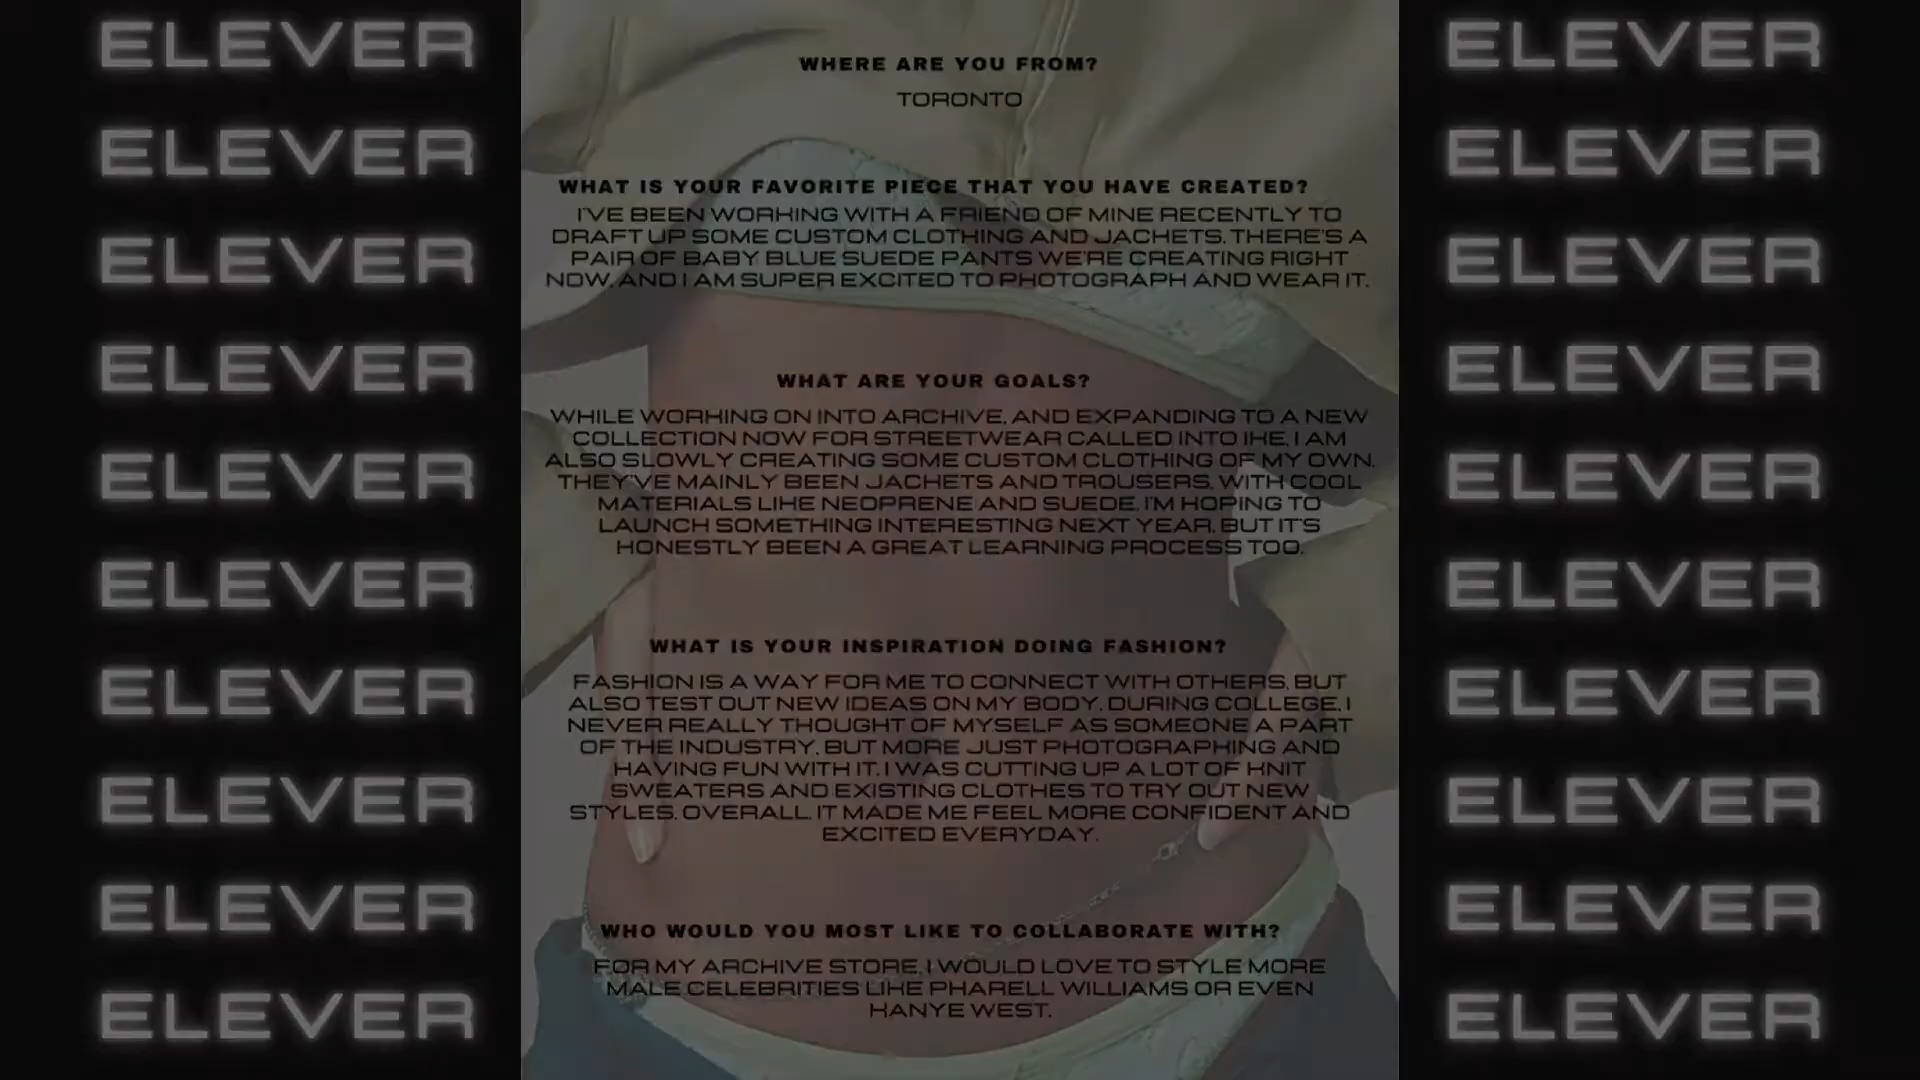 ELEVER
ELEVER
ELEVER
ELEVER
ELEVER
ELEVER
ELEVER
ELEVER
ELEVER
ELEVER
WHERE ARE YOU FROM?
TORONTO
WHAT IS YOUR FAVORITE PIECE THAT YOU HAVE CREATED?
I'VE BEEN WORKING WITH A FRIEND OF MINE RECENTLY TO
DRAFT UP SOME CUSTOM CLOTHING AND JACKETS. THERE'S A
PAIR OF BABY BLUE SUEDE PANTS WE'RE CREATING RIGHT
NOW, AND I AM SUPER EXCITED TO PHOTOGRAPH AND WEAR IT.
WHAT ARE YOUR GOALS?
WHILE WORKING ON INTO ARCHIVE, AND EXPANDING TO A NEW
COLLECTION NOW FOR STREETWEAR CALLED INTO IKE, I AM
ALSO SLOWLY CREATING SOME CUSTOM CLOTHING OF MY OWN.
THEY'VE MAINLY BEEN JACKETS AND TROUSERS, WITH COOL
MATERIALS LIKE NEOPRENE AND SUEDE. I'M HOPING TO
LAUNCH SOMETHING INTERESTING NEXT YEAR, BUT IT'S
HONESTLY BEEN A GREAT LEARNING PROCESS TOO.
WHAT IS YOUR INSPIRATION DOING FASHION?
FASHION IS A WAY FOR ME TO CONNECT WITH OTHERS, BUT
ALSO TEST OUT NEW IDEAS ON MY BODY. DURING COLLEGE, I
NEVER REALLY THOUGHT OF MYSELF AS SOMEONE A PART
OF THE INDUSTRY, BUT MORE JUST PHOTOGRAPHING AND
HAVING FUN WITH IT. I WAS CUTTING UP A LOT OF KNIT
SWEATERS AND EXISTING CLOTHES TO TRY OUT NEW
STYLES. OVERALL, IT MADE ME FEEL MORE CONFIDENT AND
EXCITED EVERYDAY.
WHO WOULD YOU MOST LIKE TO COLLABORATE WITH?
FOR MY ARCHIVE STORE, I WOULD LOVE TO STYLE MORE
MALE CELEBRITIES LIKE PHARELL WILLIAMS OR EVEN
KANYE WEST.
ELEVER
ELEVER
ELEVER
ELEVER
ELEVER
ELEVER
ELEVER
ELEVER
ELEVER
ELEVER